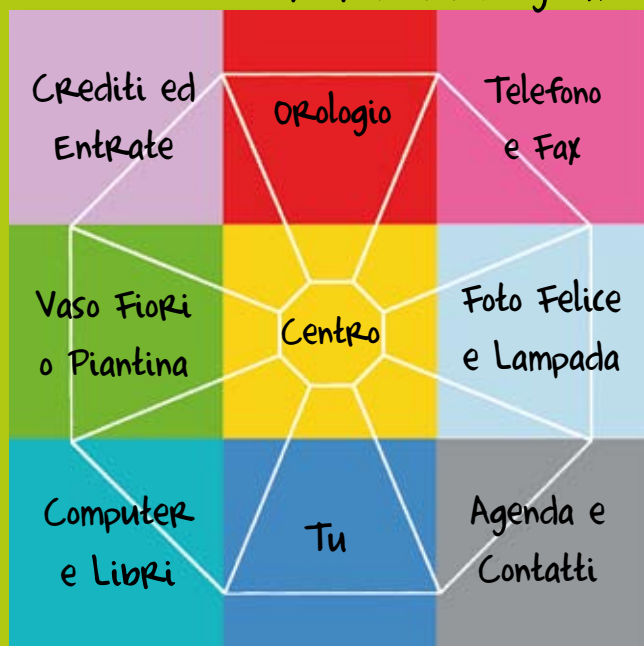 Crediti ed
Entrate
Orologio
Telefono
e Fax
Vaso Fiori
o Piantina
Centro
Foto Felice
e Lampada
Computer
e Libri
Tu
Agenda e
Contatti